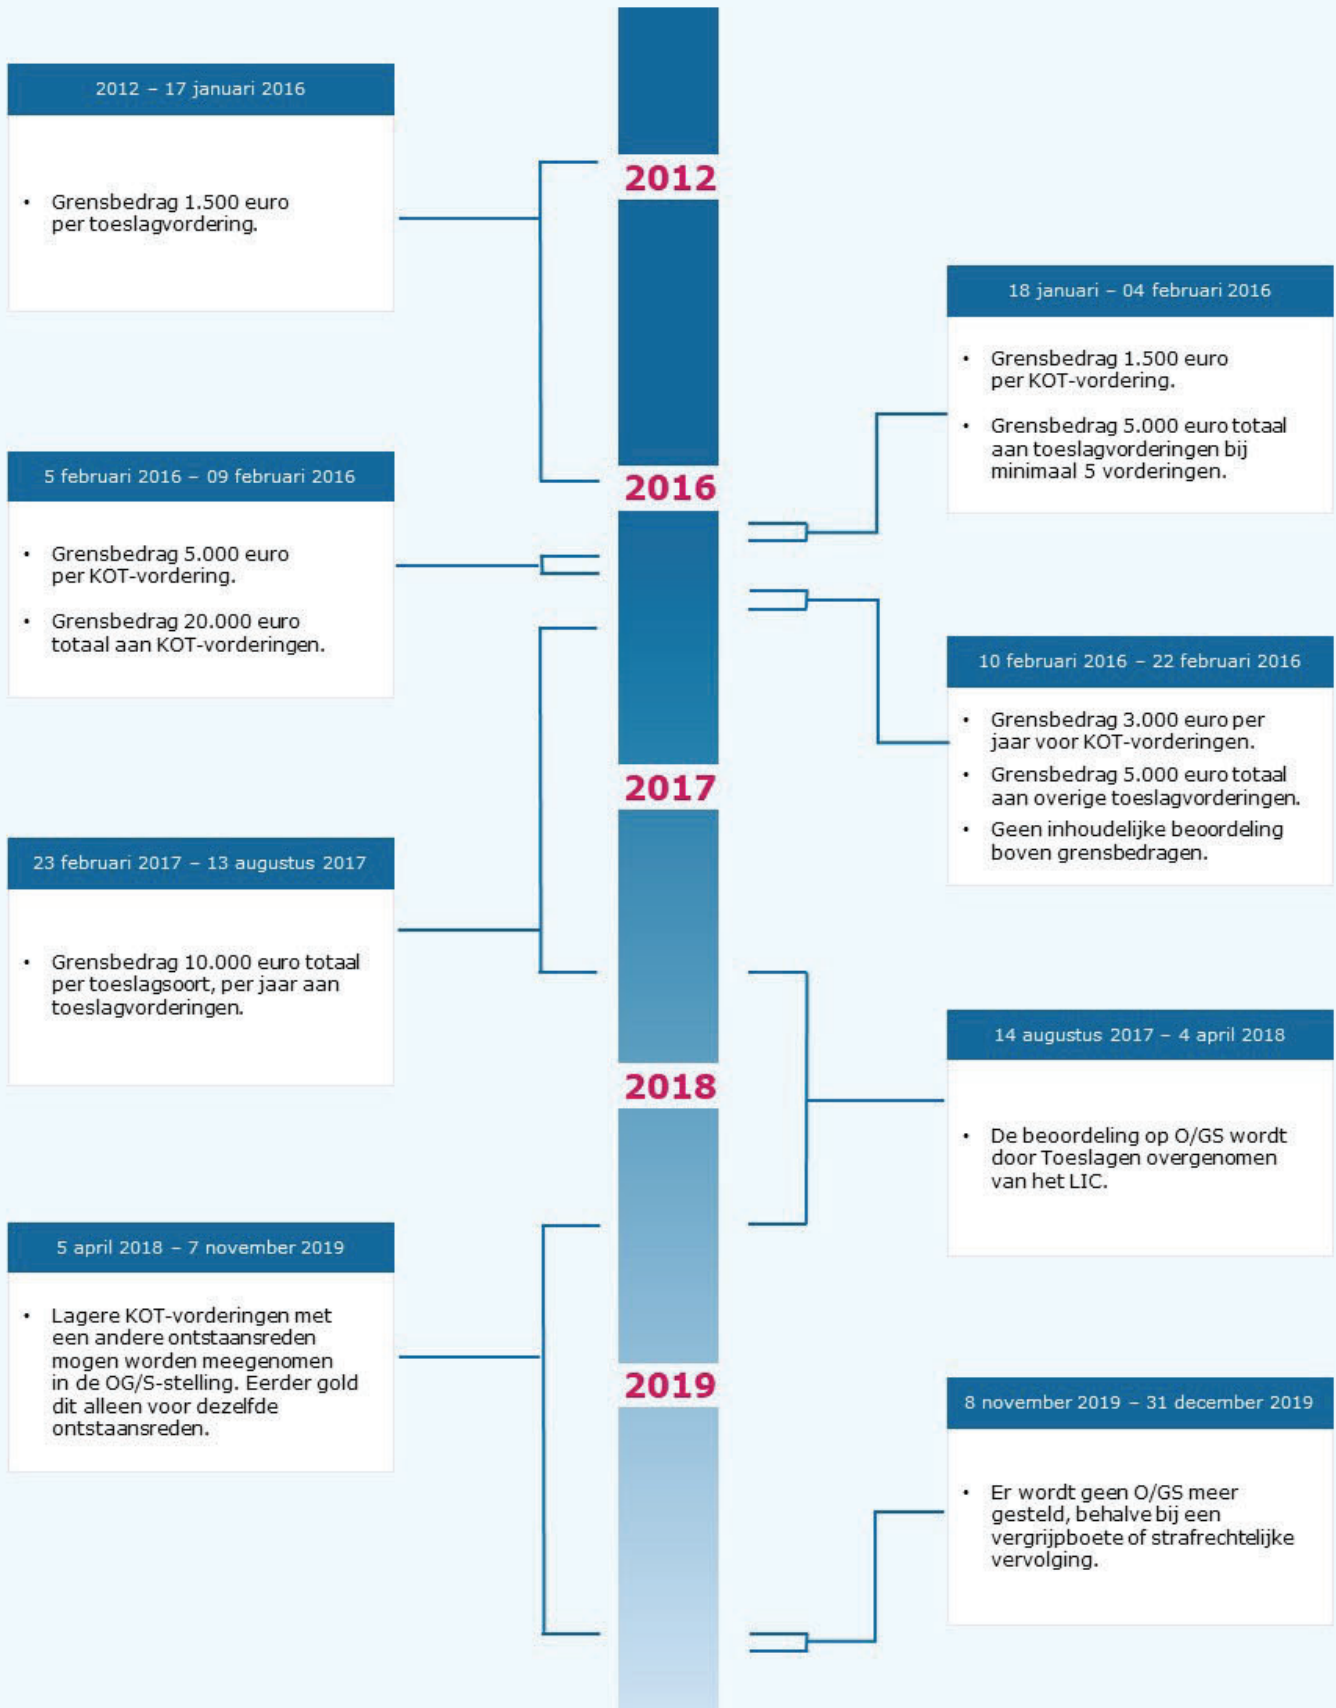 2012 – 17 januari 2016
• Grensbedrag 1.500 euro
per toeslagvordering.
2012
18 januari – 04 februari 2016
• Grensbedrag 1.500 euro
per KOT-vordering.
• Grensbedrag 5.000 euro totaal
aan toeslagvorderingen bij
minimaal 5 vorderingen.
2016
5 februari 2016 – 09 februari 2016
• Grensbedrag 5.000 euro
per KOT-vordering.
• Grensbedrag 20.000 euro
totaal aan KOT-vorderingen.
10 februari 2016 – 22 februari 2016
• Grensbedrag 3.000 euro per
jaar voor KOT-vorderingen.
• Grensbedrag 5.000 euro totaal
aan overige toeslagvorderingen.
• Geen inhoudelijke beoordeling
boven grensbedragen.
2017
23 februari 2017 – 13 augustus 2017
• Grensbedrag 10.000 euro totaal
per toeslagsoort, per jaar aan
toeslagvorderingen.
14 augustus 2017 – 4 april 2018
• De beoordeling op O/GS wordt
door Toeslagen overgenomen
van het LIC.
2018
5 april 2018 – 7 november 2019
• Lagere KOT-vorderingen met
een andere ontstaansreden
mogen worden meegenomen
in de OG/S-stelling. Eerder gold
dit alleen voor dezelfde
ontstaansreden.
2019
8 november 2019 – 31 december 2019
• Er wordt geen O/GS meer
gesteld, behalve bij een
vergrijpboete of strafrechtelijke
vervolging.